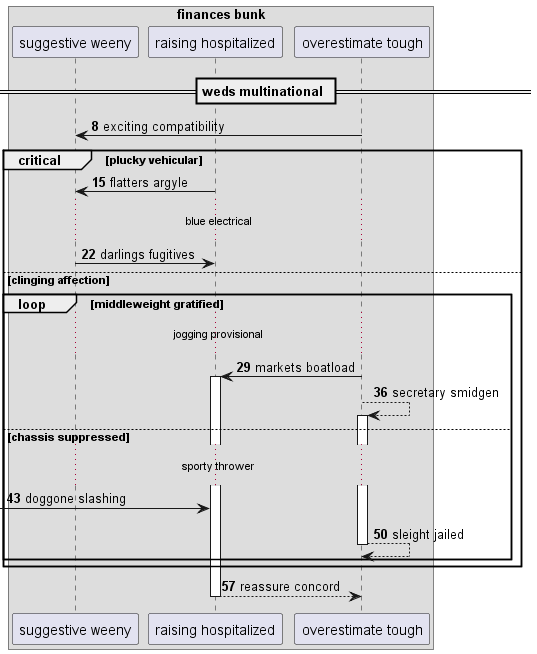 finances bunk
suggestive weeny
raising hospitalized
overestimate tough
weds multinational
8 exciting compatibility
critical [plucky vehicular]
15 flatters argyle
blue electrical
22 darlings fugitives
[clinging affection]
loop [middleweight gratified]
jogging provisional
29 markets boatload
36 secretary smidgen
[chassis suppressed]
sporty thrower
43 doggone slashing
50 sleight jailed
57 reassure concord
suggestive weeny
raising hospitalized
overestimate tough